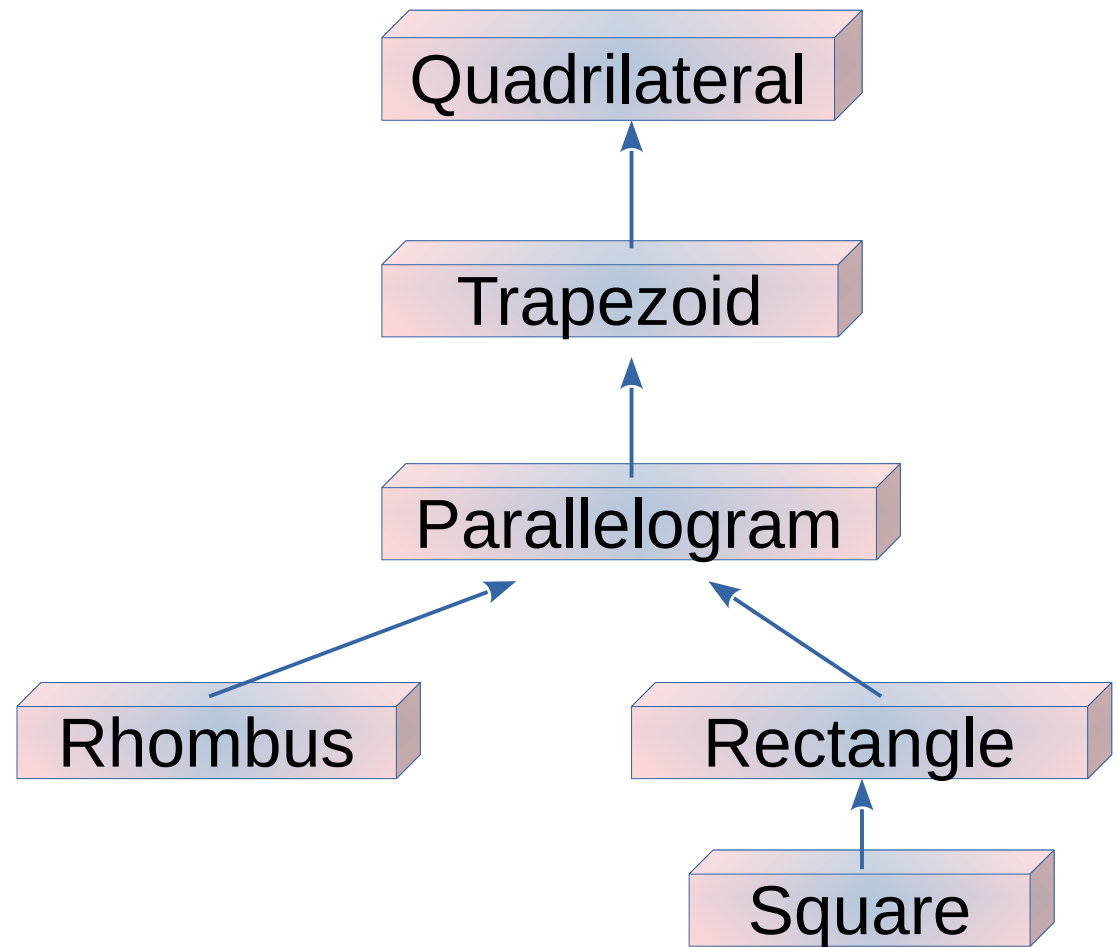 Quadrilateral
Trapezoid
Parallelogram
Rhombus
Rectangle
Square